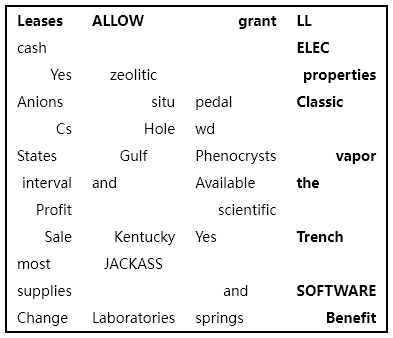 Leases ALLOW grant LL
cash ELEC
Yes zeolitic properties
Anions situ pedal Classic
Cs Hole wd
States Gulf Phenocrysts vapor
interval and Available the
Profit scientific
Sale Kentucky Yes Trench
most JACKASS
supplies and SOFTWARE
Change Laboratories springs Benefit